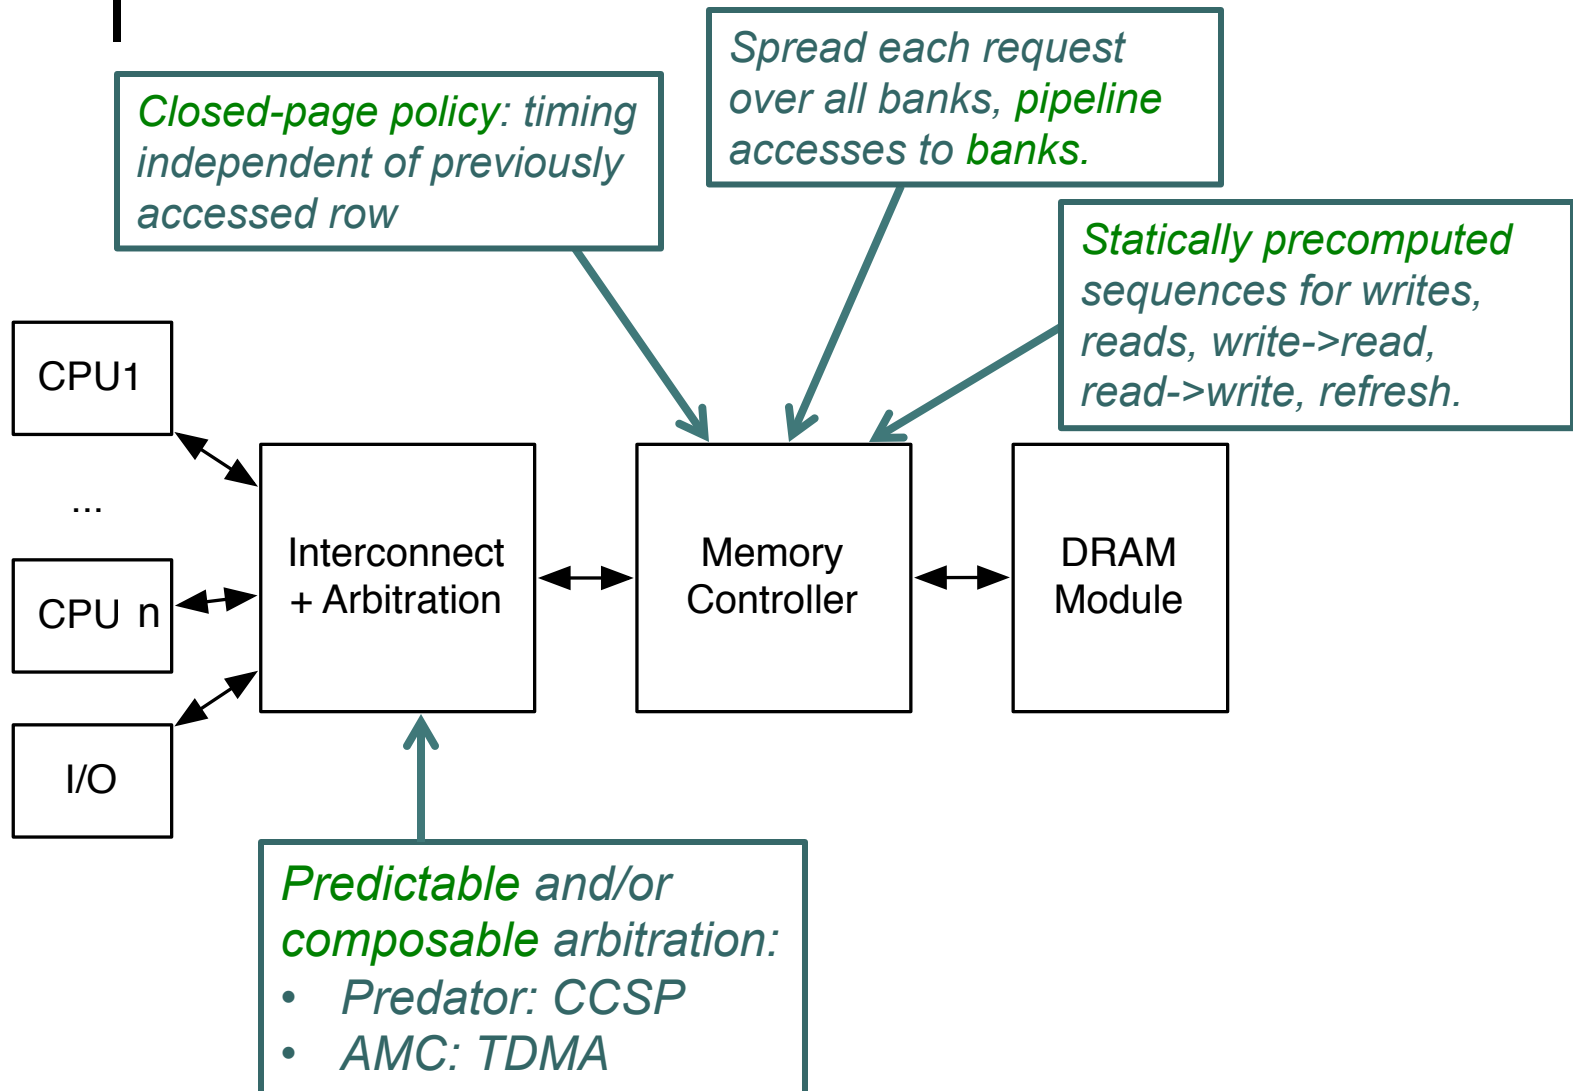 Spread each request
over all banks, pipeline
accesses to banks.
Closed-page policy: timing
independent of previously
accessed row
Statically precomputed
sequences for writes,
reads, write->read,
read->write, refresh.
CPU1
...
CPU n
I/O
Interconnect
+ Arbitration
Memory
Controller
DRAM
Module
Predictable and/or
composable arbitration:
• Predator: CCSP
• AMC: TDMA